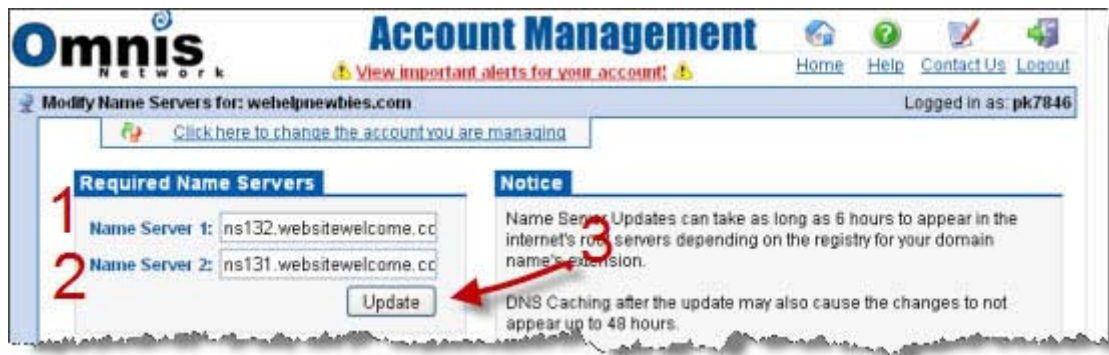 Omnis
Network
Account Management
View important alerts for your account!
Home Help Contact Us Logout
Modify Name Servers for: wehelpnewbies.com
Logged in as: pk7846
Click here to change the account you are managing
Required Name Servers
1 Name Server 1: ns132.websitewelcome.cc
2 Name Server 2: ns131.websitewelcome.cc
Update
3
Notice
Name Server Updates can take as long as 6 hours to appear in the
internet's root servers depending on the registry for your domain
name's extension.
DNS Caching after the update may also cause the changes to not
appear up to 48 hours.